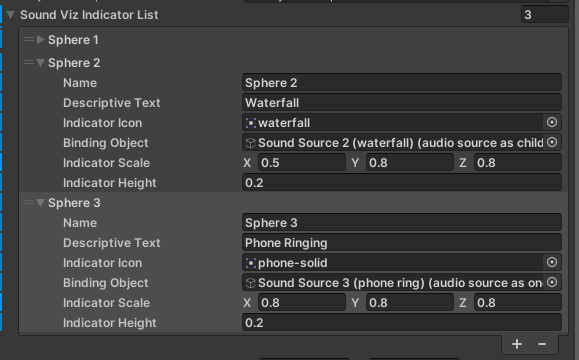 Sound Viz Indicator List 3
Sphere 1
Sphere 2
Name Sphere 2
Descriptive Text Waterfall
Indicator Icon waterfall
Binding Object Sound Source 2 (waterfall) (audio source as child
Indicator Scale X 0.5 Y 0.8 Z 0.8
Indicator Height 0.2
Sphere 3
Name Sphere 3
Descriptive Text Phone Ringing
Indicator Icon phone-solid
Binding Object Sound Source 3 (phone ring) (audio source as on
Indicator Scale X 0.8 Y 0.8 Z 0.8
Indicator Height 0.2
+ −